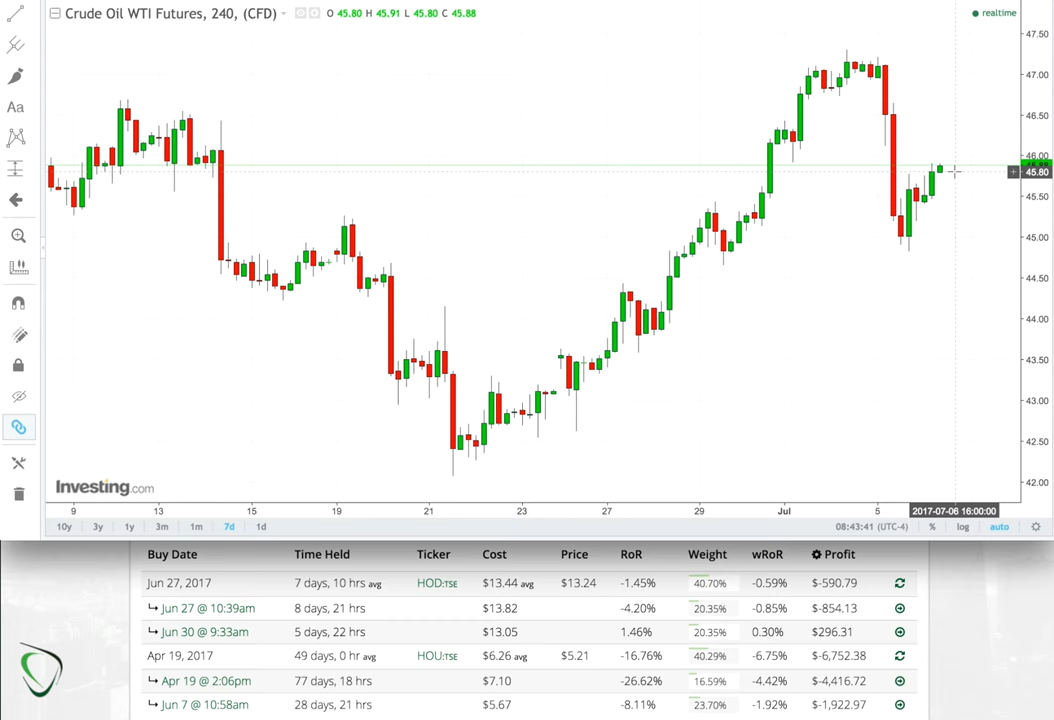 Crude Oil WTI Futures, 240, (CFD) O 45.80 H 45.91 L 45.80 C 45.88 realtime
Aa
47.50
47.00
46.50
46.00
45.80
45.50
45.00
44.50
44.00
43.50
43.00
42.50
42.00
Investing.com
9 13 15 19 21 23 27 29 Jul 5 2017-07-06 16:00:00
10y 3y 1y 3m 1m 7d 1d 08:43:41 (UTC-4) % log auto
Buy Date Time Held Ticker Cost Price RoR Weight wRoR Profit
Jun 27, 2017 7 days, 10 hrs avg HOD:TSE $13.44 avg $13.24 -1.45% 40.70% -0.59% $-590.79
Jun 27 @ 10:39am 8 days, 21 hrs $13.82 -4.20% 20.35% -0.85% $-854.13
Jun 30 @ 9:33am 5 days, 22 hrs $13.05 1.46% 20.35% 0.30% $296.31
Apr 19, 2017 49 days, 0 hr avg HOU:TSE $6.26 avg $5.21 -16.76% 40.29% -6.75% $-6,752.38
Apr 19 @ 2:06pm 77 days, 18 hrs $7.10 -26.62% 16.59% -4.42% $-4,416.72
Jun 7 @ 10:58am 28 days, 21 hrs $5.67 -8.11% 23.70% -1.92% $-1,922.97